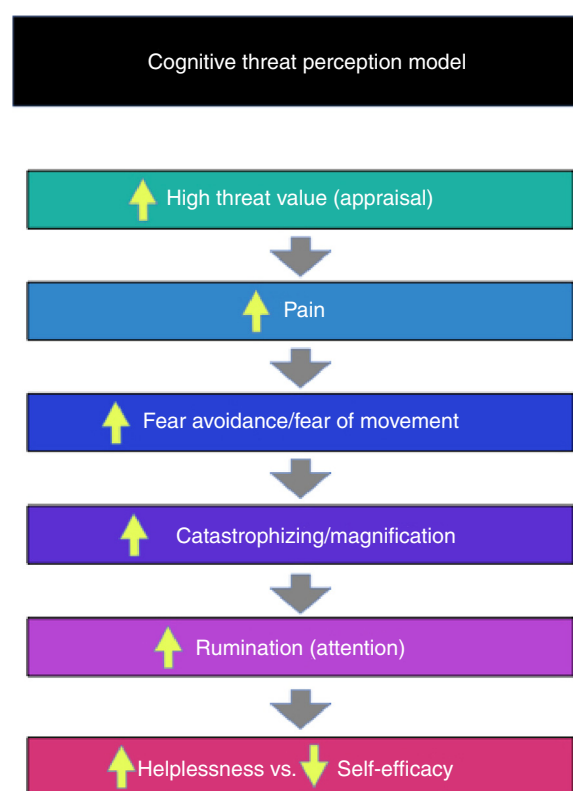 Cognitive threat perception model
High threat value (appraisal)
Pain
Fear avoidance/fear of movement
Catastrophizing/magnification
Rumination (attention)
Helplessness vs. Self-efficacy